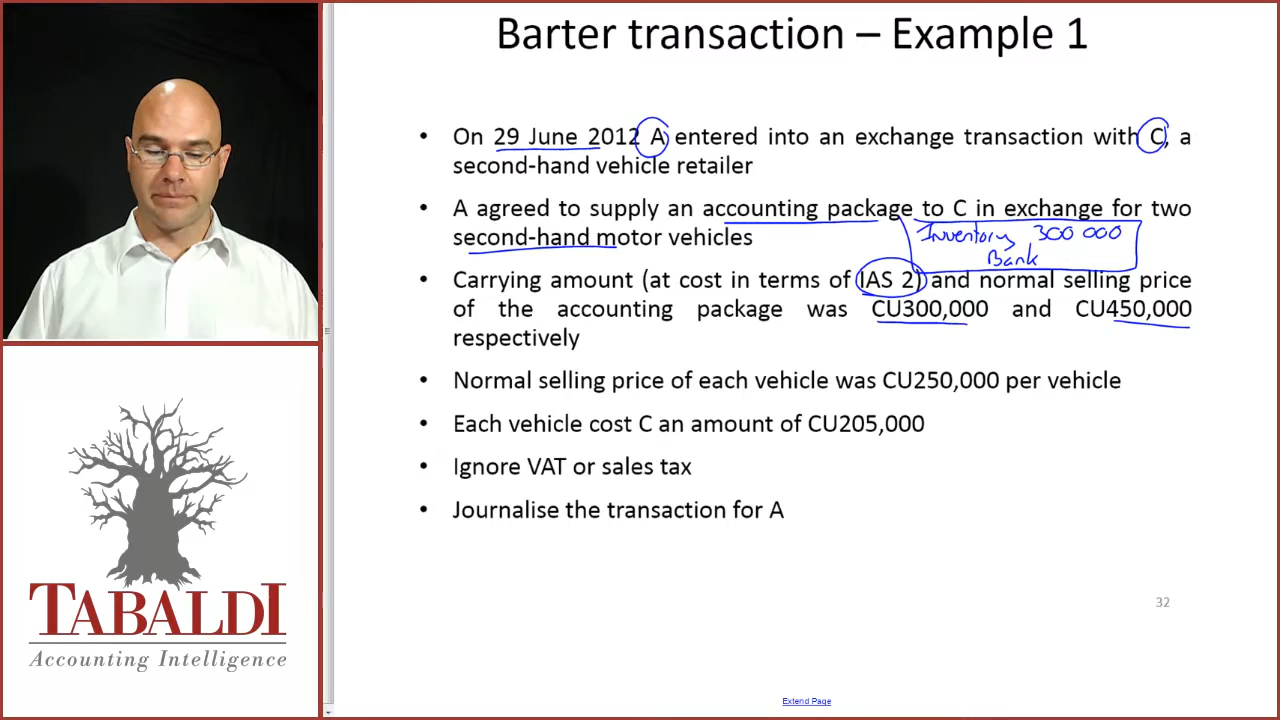 Barter transaction – Example 1
• On 29 June 2012 A entered into an exchange transaction with C, a
second-hand vehicle retailer
• A agreed to supply an accounting package to C in exchange for two
second-hand motor vehicles
Inventory 300 000
Bank
• Carrying amount (at cost in terms of IAS 2) and normal selling price
of the accounting package was CU300,000 and CU450,000
respectively
• Normal selling price of each vehicle was CU250,000 per vehicle
• Each vehicle cost C an amount of CU205,000
• Ignore VAT or sales tax
• Journalise the transaction for A
32
TABALDI
Accounting Intelligence
Extend Page